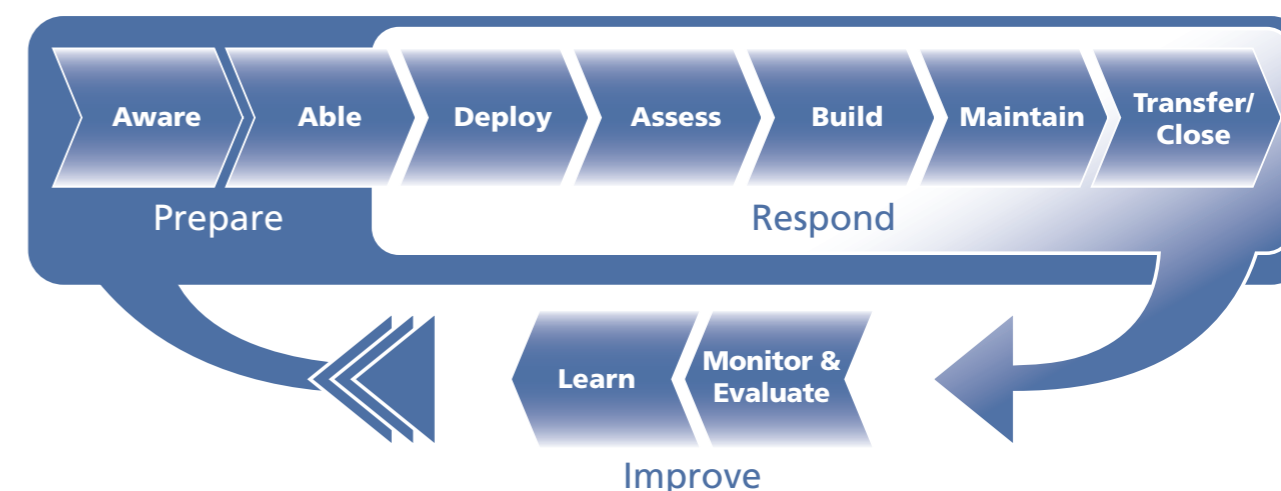 Aware
Able
Deploy
Assess
Build
Maintain
Transfer/
Close
Prepare
Respond
Learn
Monitor &
Evaluate
Improve